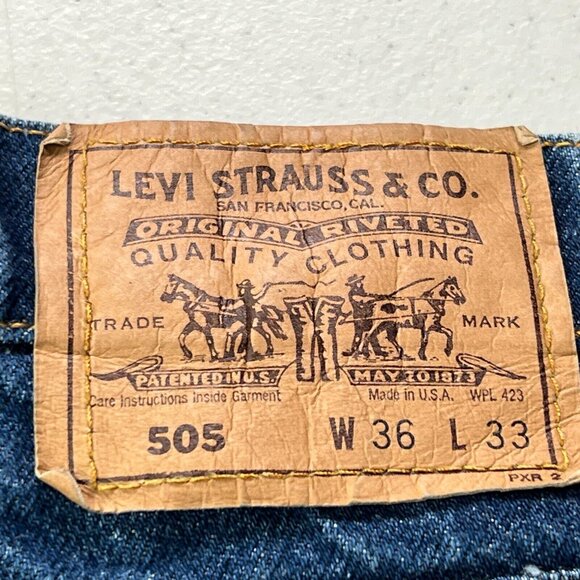 LEVI STRAUSS & CO.
SAN FRANCISCO, CAL.
ORIGINAL RIVETED
QUALITY CLOTHING
TRADE MARK
PATENTED IN U.S. MAY 20 1873
Care Instructions Inside Garment Made in U.S.A. WPL 423
505 W 36 L 33
PXR 2